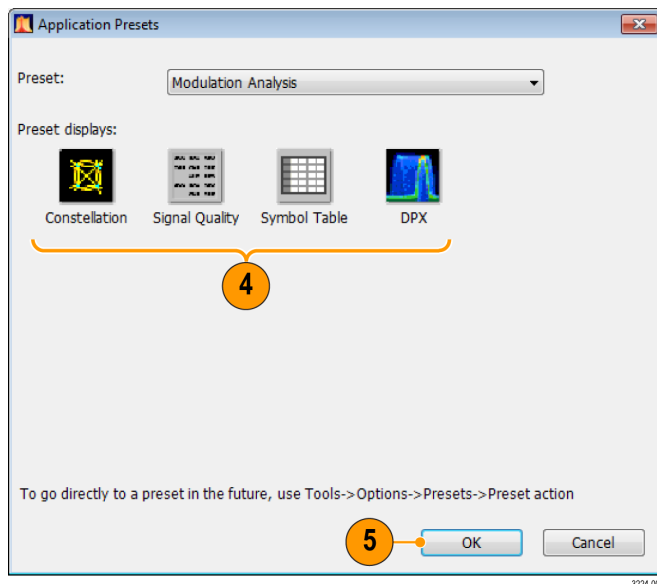 Application Presets
Preset:
Modulation Analysis
Preset displays:
Constellation
Signal Quality
Symbol Table
DPX
4
To go directly to a preset in the future, use Tools->Options->Presets->Preset action
5
OK
Cancel